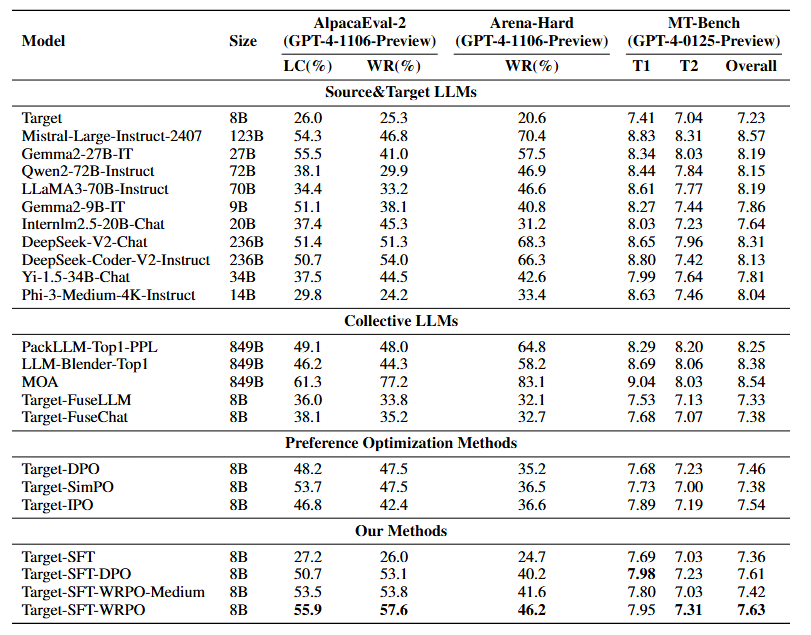 Model Size AlpacaEval-2 Arena-Hard MT-Bench
(GPT-4-1106-Preview) (GPT-4-1106-Preview) (GPT-4-0125-Preview)
LC(%) WR(%) WR(%) T1 T2 Overall
Source&Target LLMs
Target 8B 26.0 25.3 20.6 7.41 7.04 7.23
Mistral-Large-Instruct-2407 123B 54.3 46.8 70.4 8.83 8.31 8.57
Gemma2-27B-IT 27B 55.5 41.0 57.5 8.34 8.03 8.19
Qwen2-72B-Instruct 72B 38.1 29.9 46.9 8.44 7.84 8.15
LLaMA3-70B-Instruct 70B 34.4 33.2 46.6 8.61 7.77 8.19
Gemma2-9B-IT 9B 51.1 38.1 40.8 8.27 7.44 7.86
Internlm2.5-20B-Chat 20B 37.4 45.3 31.2 8.03 7.23 7.64
DeepSeek-V2-Chat 236B 51.4 51.3 68.3 8.65 7.96 8.31
DeepSeek-Coder-V2-Instruct 236B 50.7 54.0 66.3 8.80 7.42 8.13
Yi-1.5-34B-Chat 34B 37.5 44.5 42.6 7.99 7.64 7.81
Phi-3-Medium-4K-Instruct 14B 29.8 24.2 33.4 8.63 7.46 8.04
Collective LLMs
PackLLM-Top1-PPL 849B 49.1 48.0 64.8 8.29 8.20 8.25
LLM-Blender-Top1 849B 46.2 44.3 58.2 8.69 8.06 8.38
MOA 849B 61.3 77.2 83.1 9.04 8.03 8.54
Target-FuseLLM 8B 36.0 33.8 32.1 7.53 7.13 7.33
Target-FuseChat 8B 38.1 35.2 32.7 7.68 7.07 7.38
Preference Optimization Methods
Target-DPO 8B 48.2 47.5 35.2 7.68 7.23 7.46
Target-SimPO 8B 53.7 47.5 36.5 7.73 7.00 7.38
Target-IPO 8B 46.8 42.4 36.6 7.89 7.19 7.54
Our Methods
Target-SFT 8B 27.2 26.0 24.7 7.69 7.03 7.36
Target-SFT-DPO 8B 50.7 53.1 40.2 7.98 7.23 7.61
Target-SFT-WRPO-Medium 8B 53.5 53.8 41.6 7.80 7.03 7.42
Target-SFT-WRPO 8B 55.9 57.6 46.2 7.95 7.31 7.63